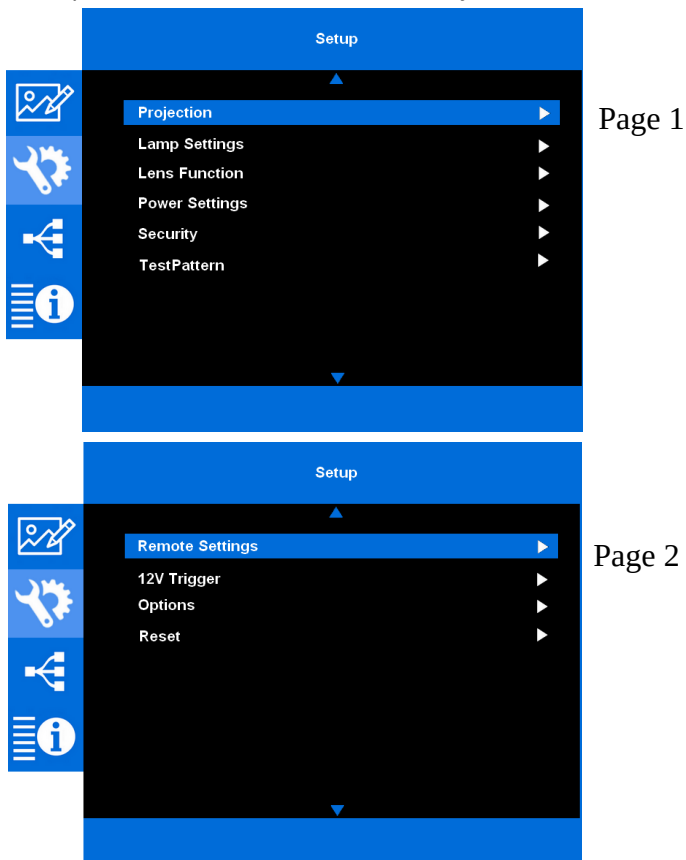 Setup
Projection
Page 1
Lamp Settings
Lens Function
Power Settings
Security
TestPattern
Setup
Remote Settings
Page 2
12V Trigger
Options
Reset